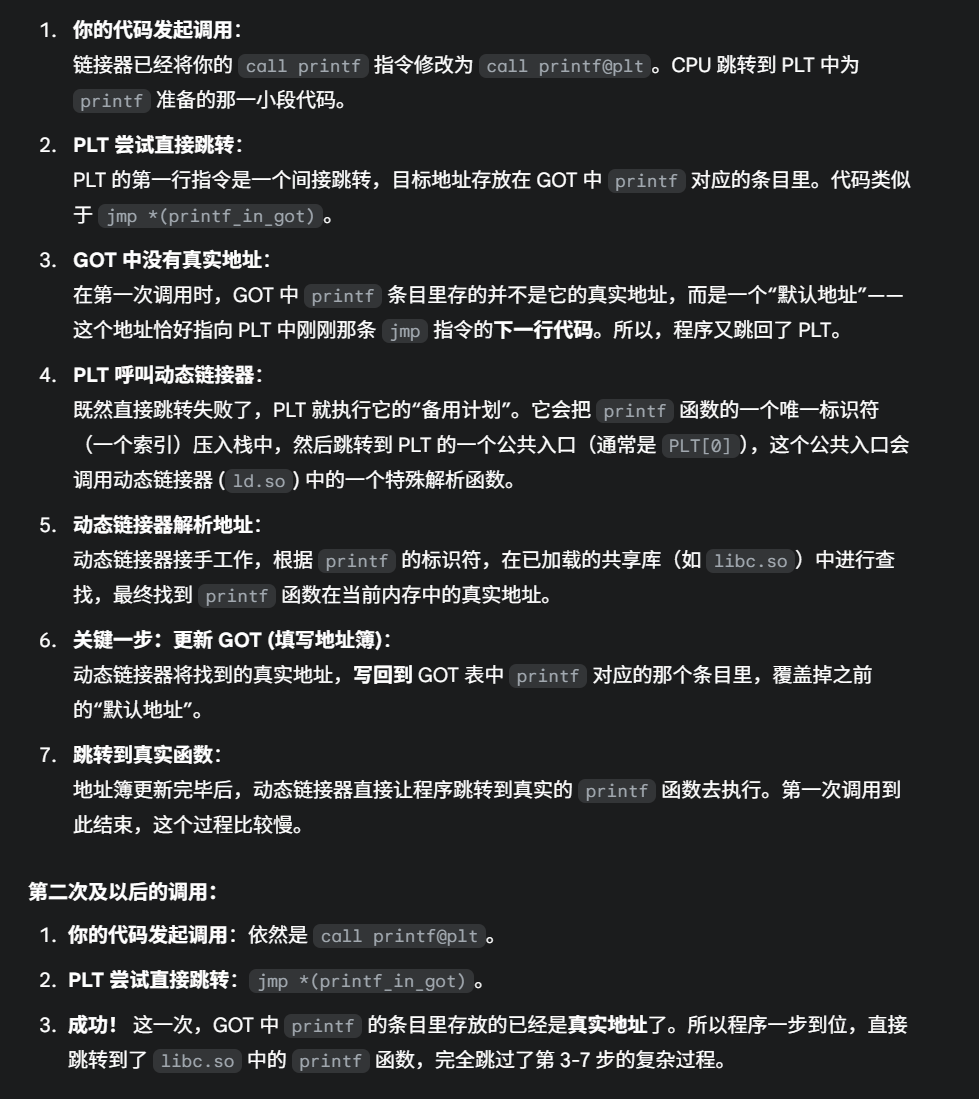 1. 你的代码发起调用：
链接器已经将你的 call printf 指令修改为 call printf@plt 。CPU 跳转到 PLT 中为
printf 准备的那一小段代码。
2. PLT 尝试直接跳转：
PLT 的第一行指令是一个间接跳转，目标地址存放在 GOT 中 printf 对应的条目里。代码类似
于 jmp *(printf_in_got) 。
3. GOT 中没有真实地址：
在第一次调用时，GOT 中 printf 条目里存的并不是它的真实地址，而是一个“默认地址”——
这个地址恰好指向 PLT 中刚刚那条 jmp 指令的下一行代码。所以，程序又跳回了 PLT。
4. PLT 呼叫动态链接器：
既然直接跳转失败了，PLT 就执行它的“备用计划”。它会把 printf 函数的一个唯一标识符
（一个索引）压入栈中，然后跳转到 PLT 的一个公共入口（通常是 PLT[0] ），这个公共入口会
调用动态链接器 ( ld.so ) 中的一个特殊解析函数。
5. 动态链接器解析地址：
动态链接器接手工作，根据 printf 的标识符，在已加载的共享库（如 libc.so ）中进行查
找，最终找到 printf 函数在当前内存中的真实地址。
6. 关键一步：更新 GOT (填写地址簿)：
动态链接器将找到的真实地址，写回到 GOT 表中 printf 对应的那个条目里，覆盖掉之前
的“默认地址”。
7. 跳转到真实函数：
地址簿更新完毕后，动态链接器直接让程序跳转到真实的 printf 函数去执行。第一次调用到
此结束，这个过程比较慢。
第二次及以后的调用：
1. 你的代码发起调用：依然是 call printf@plt 。
2. PLT 尝试直接跳转： jmp *(printf_in_got) 。
3. 成功！ 这一次，GOT 中 printf 的条目里存放的已经是真实地址了。所以程序一步到位，直接
跳转到了 libc.so 中的 printf 函数，完全跳过了第 3-7 步的复杂过程。